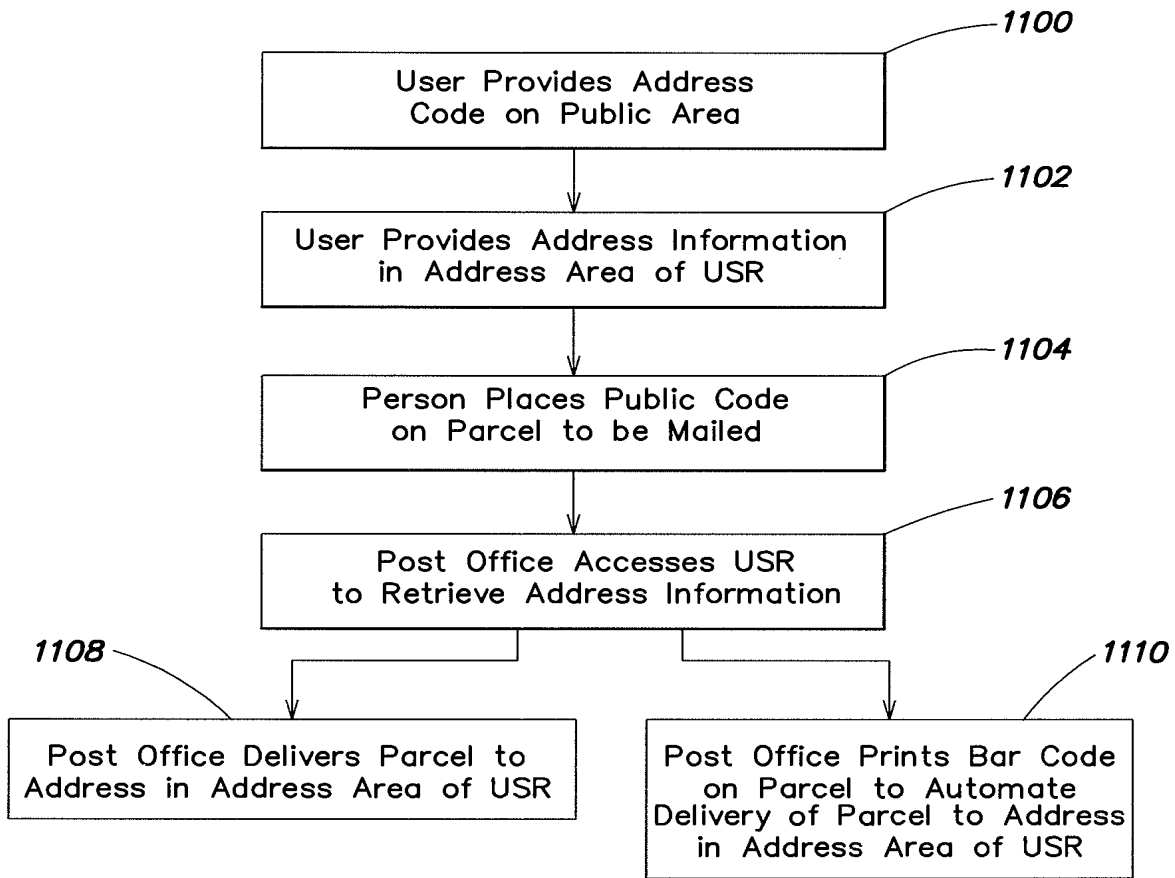 1100
User Provides Address
Code on Public Area
1102
User Provides Address Information
in Address Area of USR
1104
Person Places Public Code
on Parcel to be Mailed
1106
Post Office Accesses USR
to Retrieve Address Information
1108
Post Office Delivers Parcel to
Address in Address Area of USR
1110
Post Office Prints Bar Code
on Parcel to Automate
Delivery of Parcel to Address
in Address Area of USR